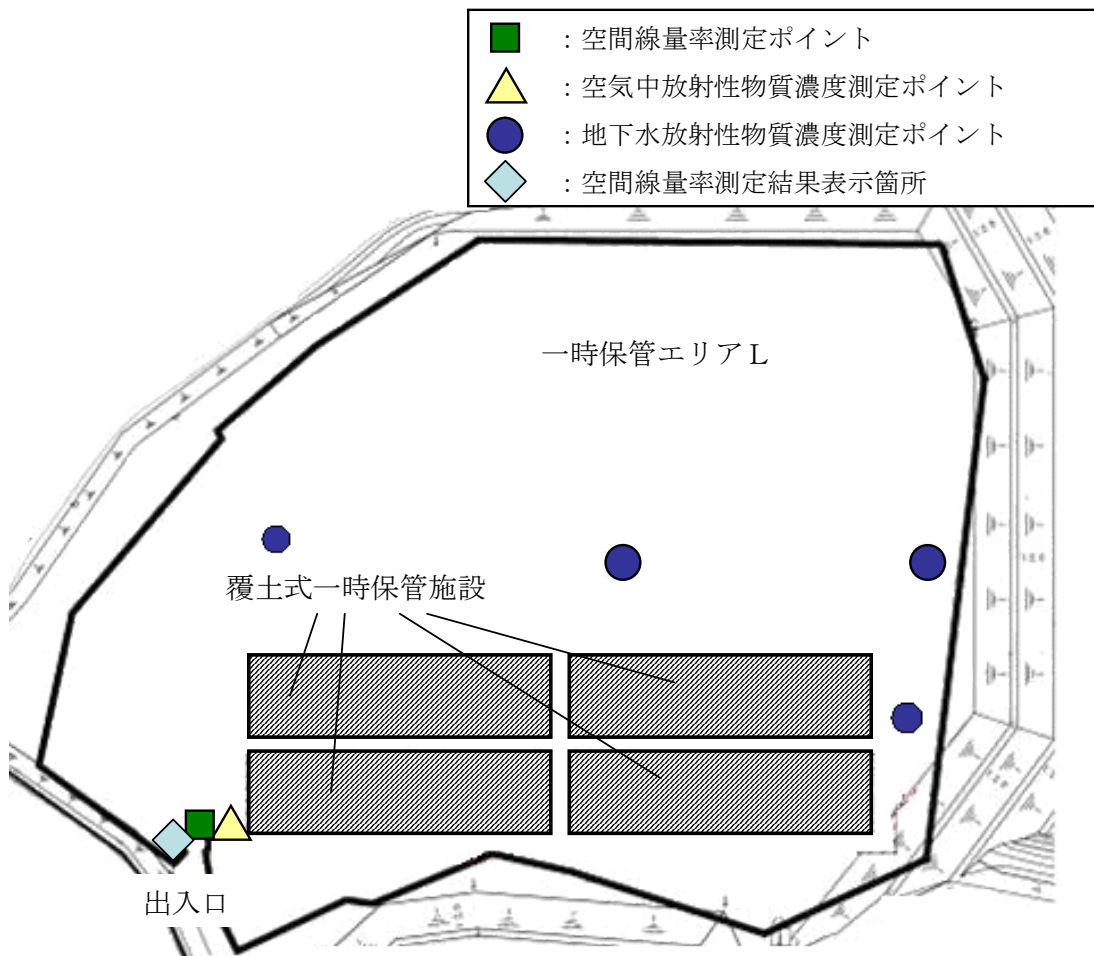 ：空間線量率測定ポイント
：空気中放射性物質濃度測定ポイント
：地下水放射性物質濃度測定ポイント
：空間線量率測定結果表示箇所
一時保管エリアＬ
覆土式一時保管施設
出入口